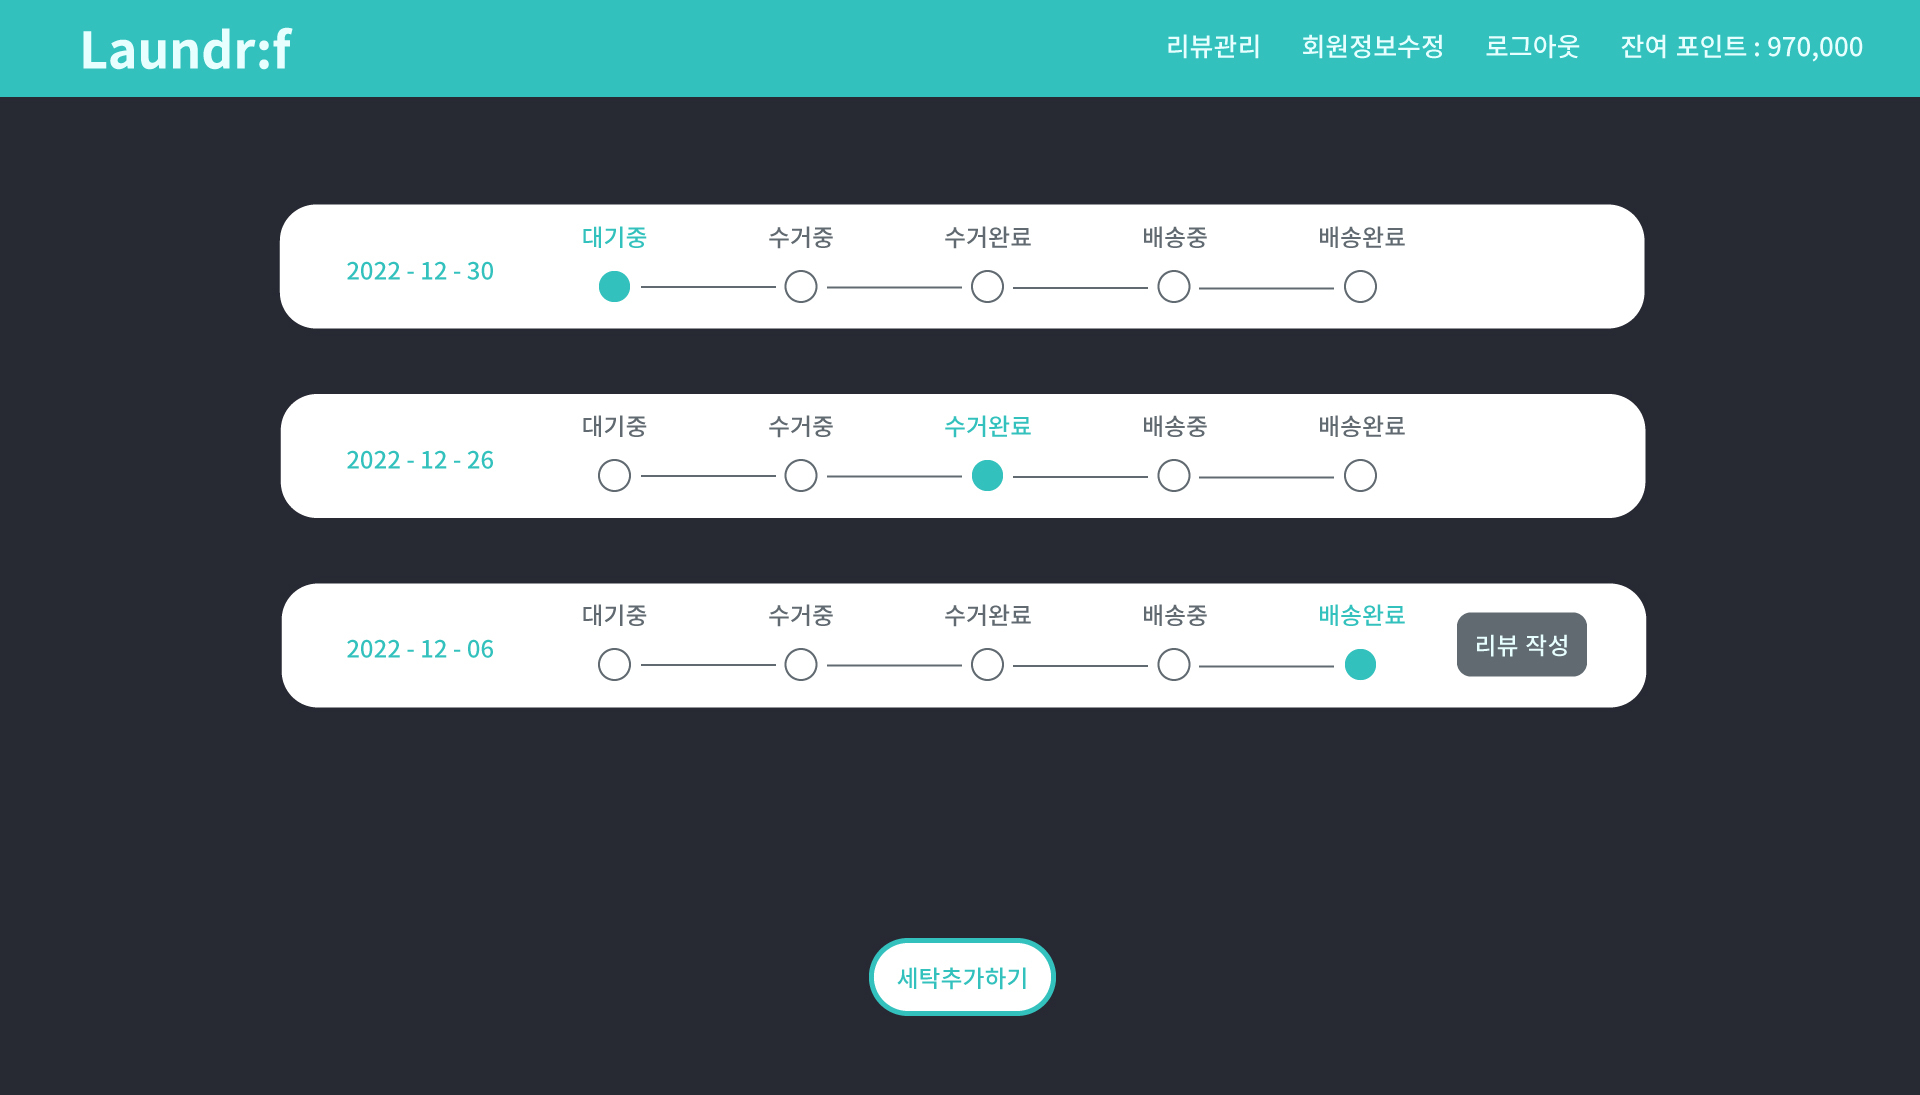 Laundr:f
리뷰관리 회원정보수정 로그아웃 잔여 포인트 : 970,000
대기중 수거중 수거완료 배송중 배송완료
2022 - 12 - 30
대기중 수거중 수거완료 배송중 배송완료
2022 - 12 - 26
대기중 수거중 수거완료 배송중 배송완료
2022 - 12 - 06
리뷰 작성
세탁추가하기